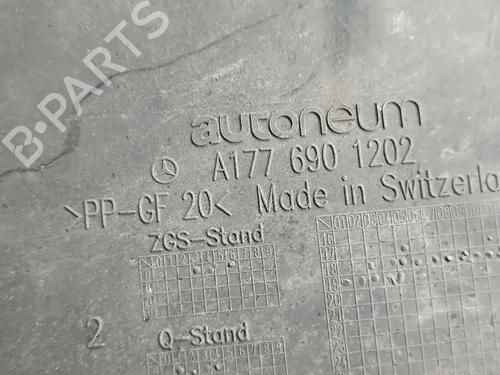 B-PARTS
autoneum
A177 690 1202
>PP-GF 20< Made in Switzerla
ZGS-Stand
2
Q-Stand